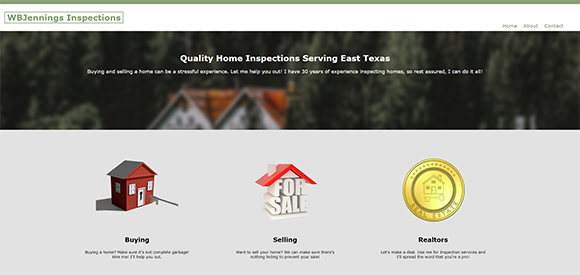 WBJennings Inspections
Home About Contact
Quality Home Inspections Serving East Texas
Buying and selling a home can be a stressful experience. Let me help you out! I have 30 years of experience inspecting homes, so rest assured, I can do it all!
FOR
SALE
REAL ESTATE
Buying
Selling
Realtors
Buying a home? Make sure it's not complete garbage!
Hire me! I'll help you out.
Want to sell your home? We can make sure there's
nothing hiding to prevent your sale!
Let's make a deal. Use me for inspection services and
I'll spread the word that you're a pro!